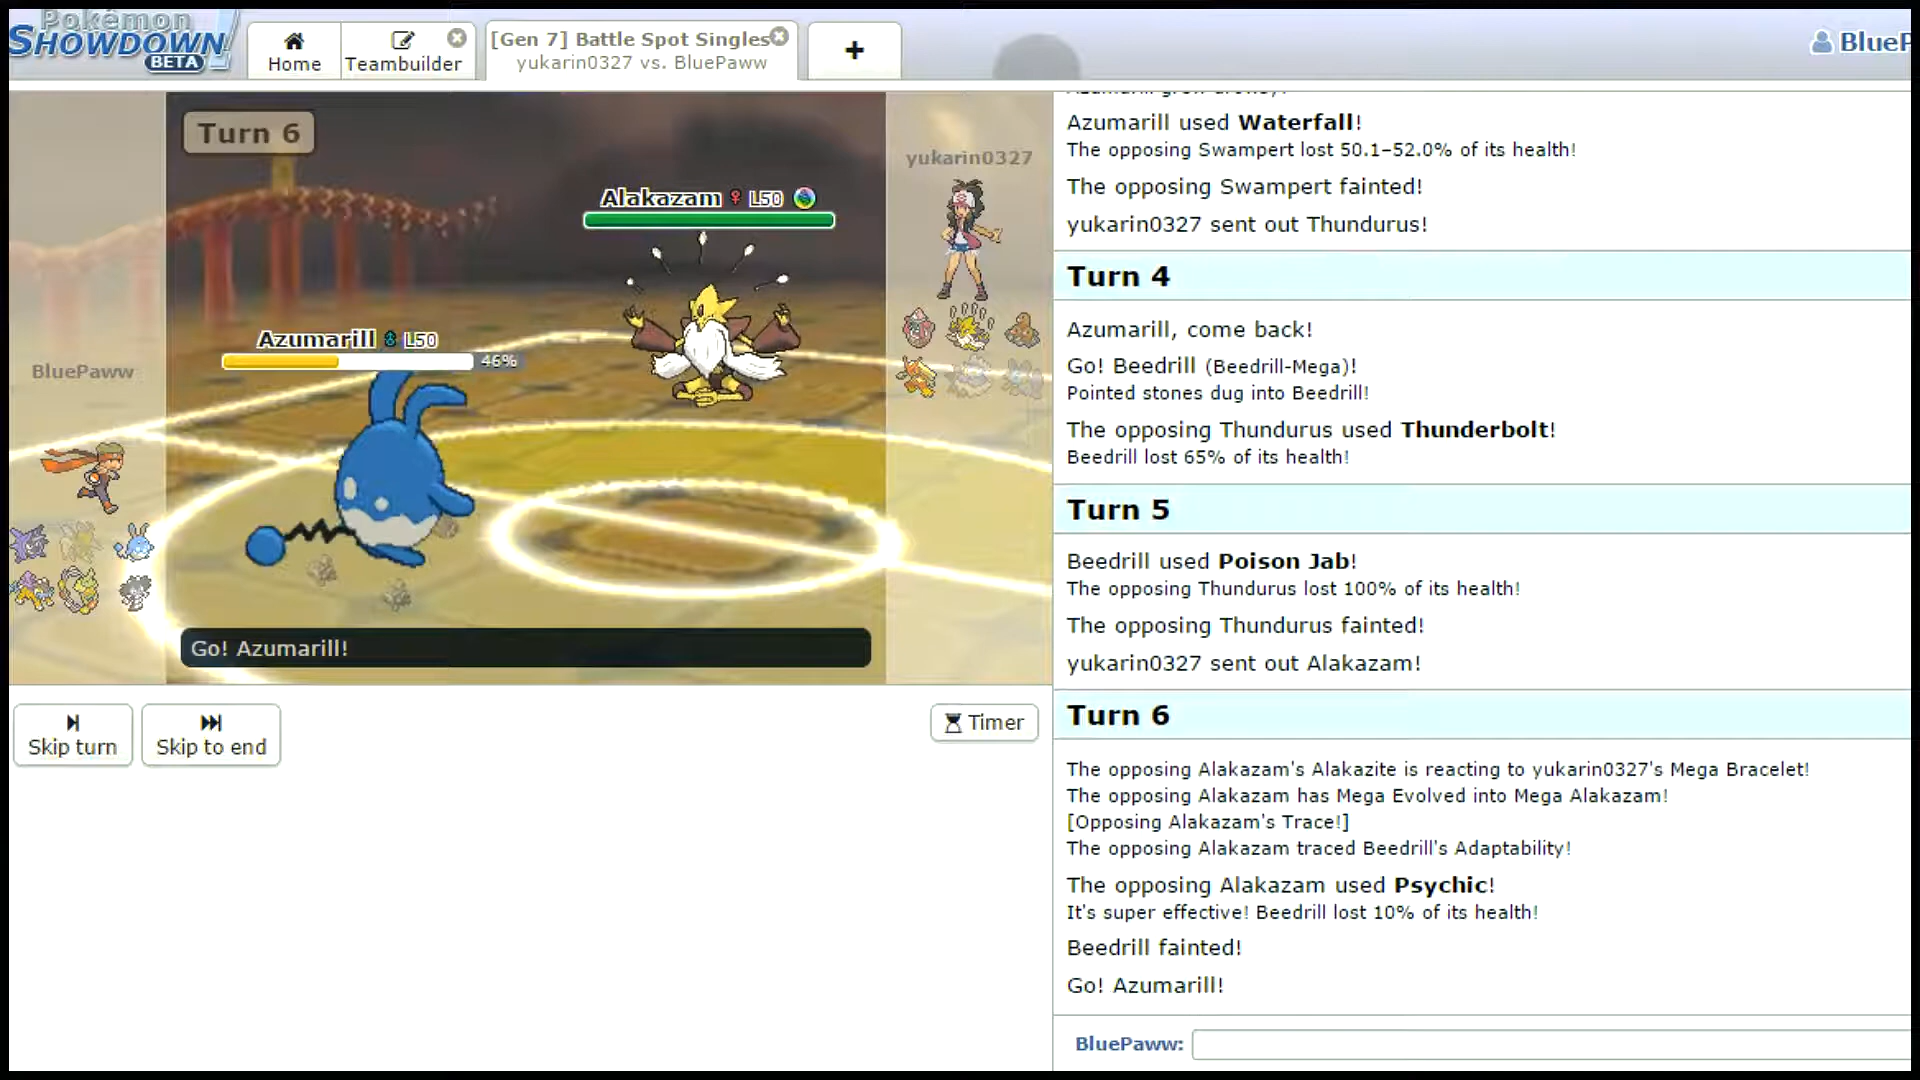 Pokémon
SHOWDOWN
BETA
Home
Teambuilder
[Gen 7] Battle Spot Singles
yukarin0327 vs. BluePaww
+
BlueP
Turn 6
Alakazam ♀ L50
Azumarill ♂ L50
46%
BluePaww
yukarin0327
Go! Azumarill!
Skip turn
Skip to end
Timer
Azumarill used Waterfall!
The opposing Swampert lost 50.1–52.0% of its health!
The opposing Swampert fainted!
yukarin0327 sent out Thundurus!
Turn 4
Azumarill, come back!
Go! Beedrill (Beedrill-Mega)!
Pointed stones dug into Beedrill!
The opposing Thundurus used Thunderbolt!
Beedrill lost 65% of its health!
Turn 5
Beedrill used Poison Jab!
The opposing Thundurus lost 100% of its health!
The opposing Thundurus fainted!
yukarin0327 sent out Alakazam!
Turn 6
The opposing Alakazam's Alakazite is reacting to yukarin0327's Mega Bracelet!
The opposing Alakazam has Mega Evolved into Mega Alakazam!
[Opposing Alakazam's Trace!]
The opposing Alakazam traced Beedrill's Adaptability!
The opposing Alakazam used Psychic!
It's super effective! Beedrill lost 10% of its health!
Beedrill fainted!
Go! Azumarill!
BluePaww: